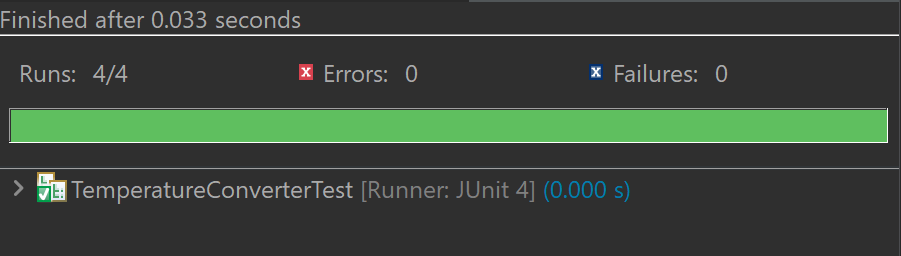 Finished after 0.033 seconds
Runs: 4/4 Errors: 0 Failures: 0
TemperatureConverterTest [Runner: JUnit 4] (0.000 s)